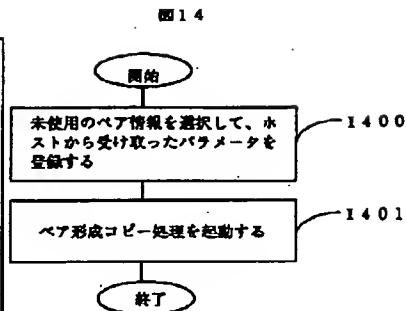 図14
開始
未使用のペア情報を選択して、ホ
ストから受け取ったパラメータを
登録する
1400
ペア形成コピー処理を起動する
1401
終了